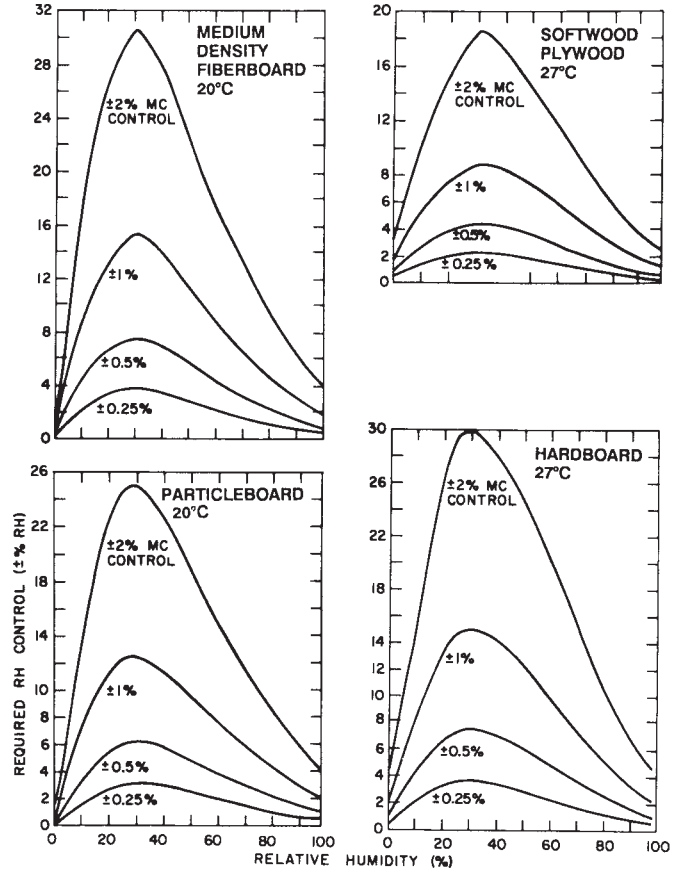 32
28
24
20
16
12
8
4
0
MEDIUM
DENSITY
FIBERBOARD
20°C
±2% MC
CONTROL
±1%
±0.5%
±0.25%
20
16
12
8
6
4
2
0
SOFTWOOD
PLYWOOD
27°C
±2% MC
CONTROL
±1%
±0.5%
±0.25%
REQUIRED RH CONTROL (±% RH)
26
22
18
14
10
6
4
2
0
PARTICLEBOARD
20°C
±2% MC
CONTROL
±1%
±0.5%
±0.25%
0 20 40 60 80 100
30
26
22
18
14
10
8
6
4
2
0
HARDBOARD
27°C
±2% MC
CONTROL
±1%
±0.5%
±0.25%
0 20 40 60 80 100
RELATIVE HUMIDITY (%)